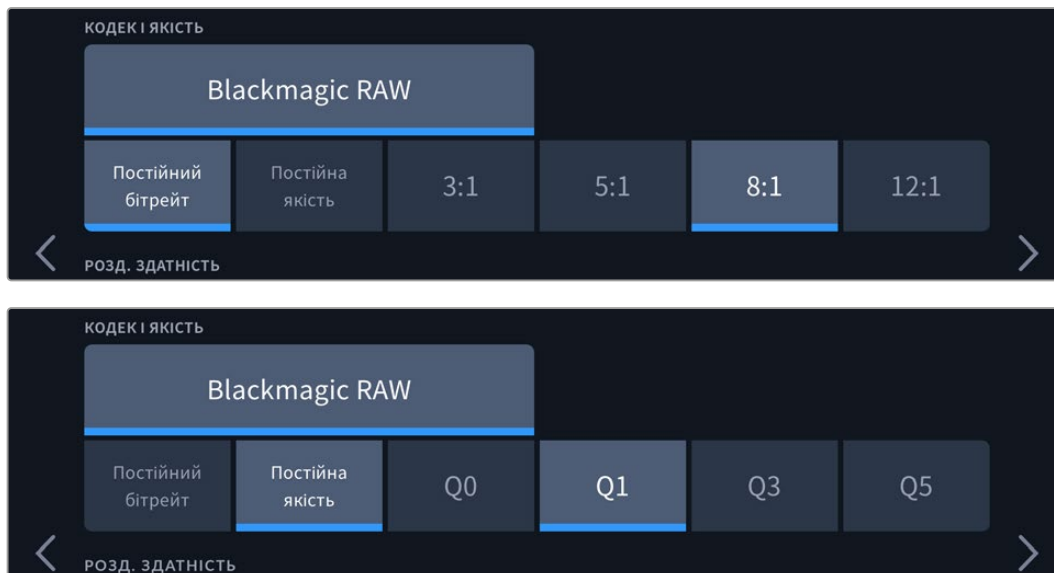 КОДЕК І ЯКІСТЬ
Blackmagic RAW
Постійний
бітрейт
Постійна
якість
3:1
5:1
8:1
12:1
РОЗД. ЗДАТНІСТЬ
КОДЕК І ЯКІСТЬ
Blackmagic RAW
Постійний
бітрейт
Постійна
якість
Q0
Q1
Q3
Q5
РОЗД. ЗДАТНІСТЬ